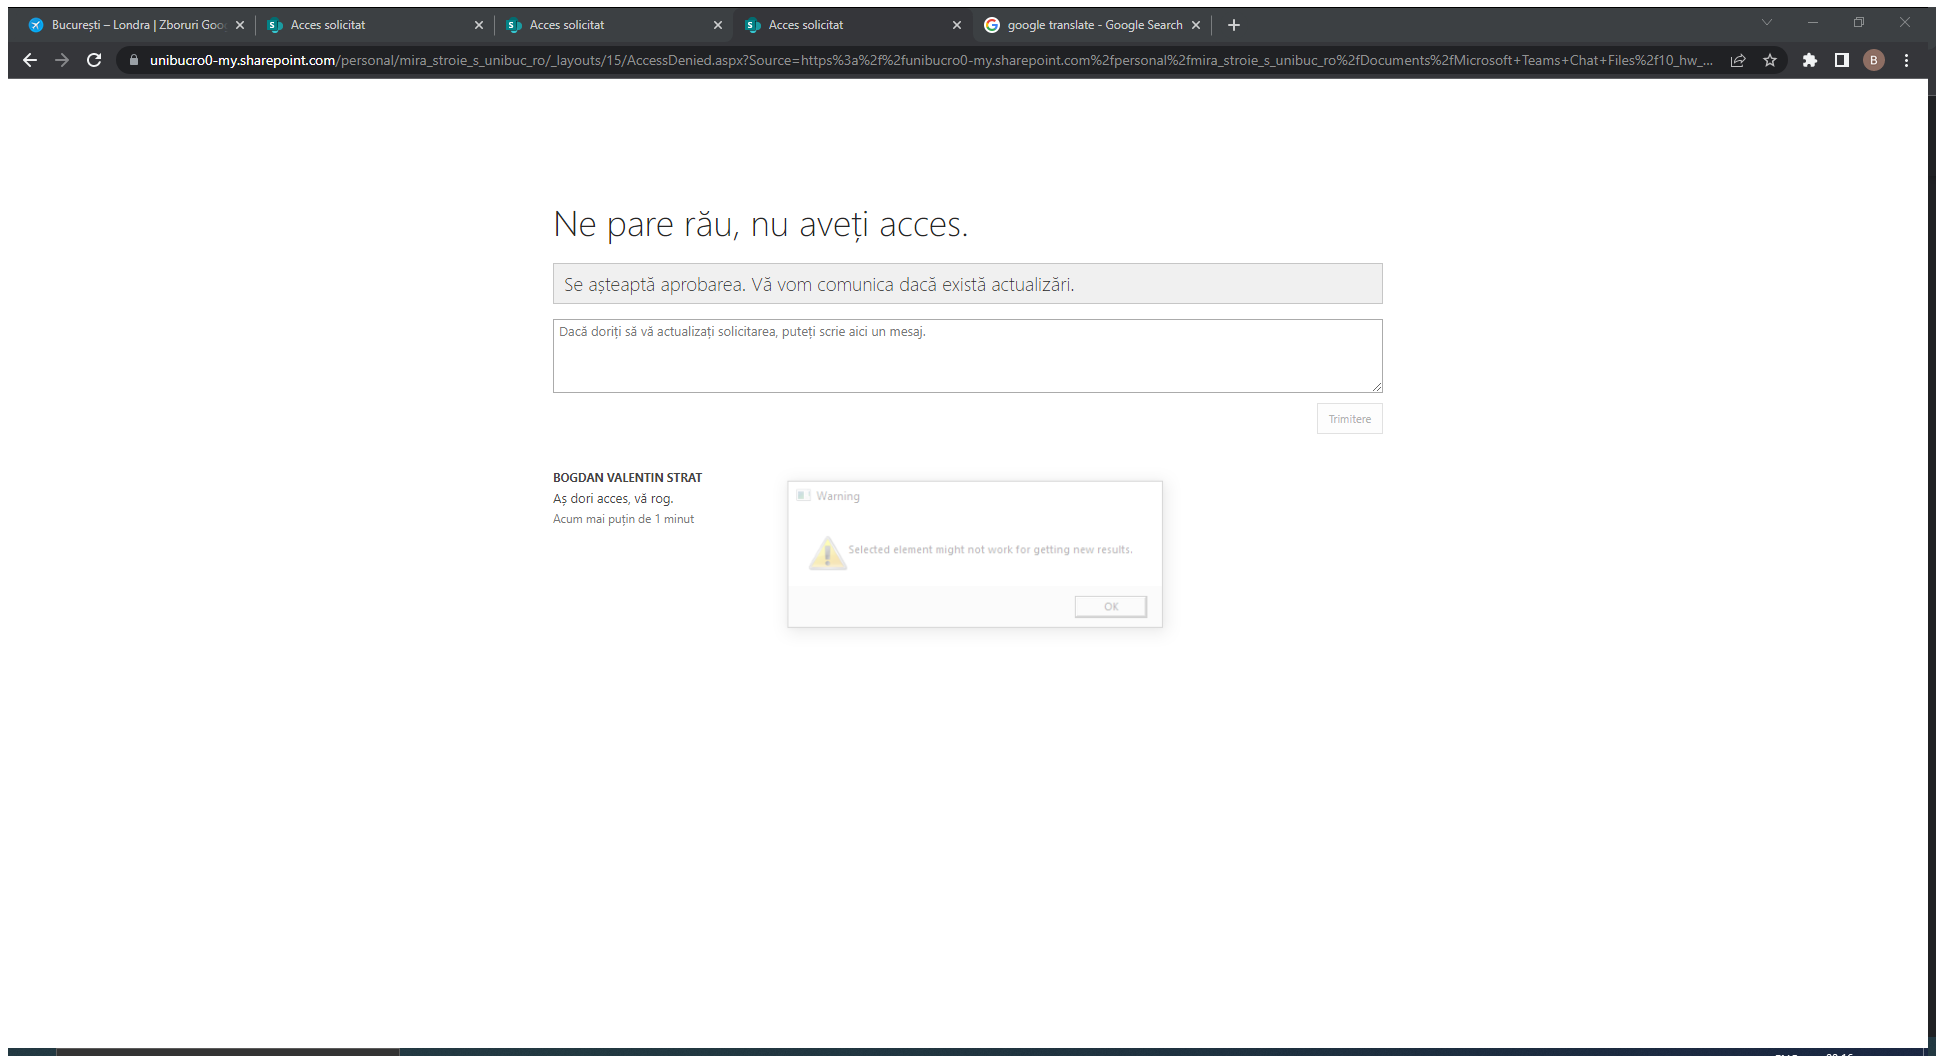 București – Londra | Zboruri Goo
Acces solicitat
Acces solicitat
Acces solicitat
google translate - Google Search
unibucro0-my.sharepoint.com/personal/mira_stroie_s_unibuc_ro/_layouts/15/AccessDenied.aspx?Source=https%3a%2f%2funibucro0-my.sharepoint.com%2fpersonal%2fmira_stroie_s_unibuc_ro%2fDocuments%2fMicrosoft+Teams+Chat+Files%2f10_hw_...
B
Ne pare rău, nu aveți acces.
Se așteaptă aprobarea. Vă vom comunica dacă există actualizări.
Dacă doriți să vă actualizați solicitarea, puteți scrie aici un mesaj.
Trimitere
BOGDAN VALENTIN STRAT
Aș dori acces, vă rog.
Acum mai puțin de 1 minut
Warning
Selected element might not work for getting new results.
OK